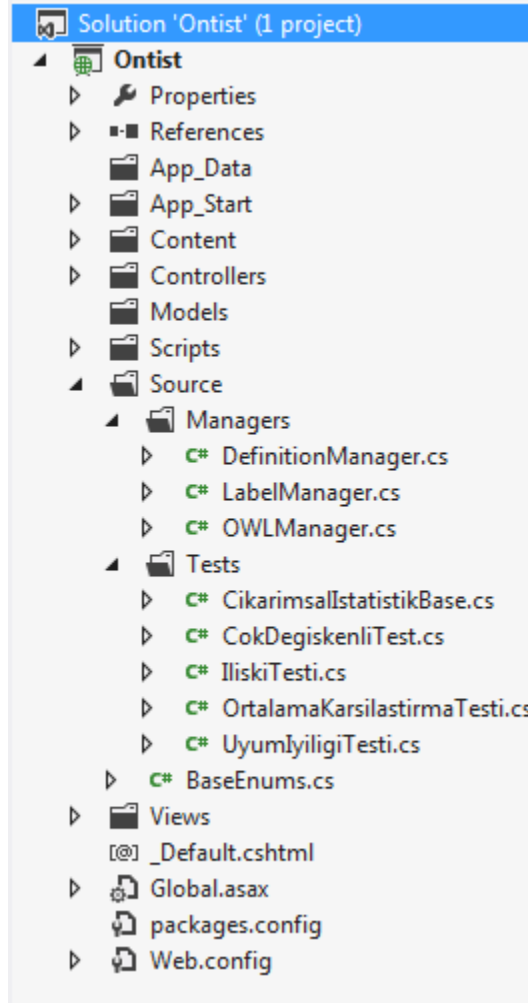 Solution 'Ontist' (1 project)
Ontist
Properties
References
App_Data
App_Start
Content
Controllers
Models
Scripts
Source
Managers
C# DefinitionManager.cs
C# LabelManager.cs
C# OWLManager.cs
Tests
C# CikarimsalIstatistikBase.cs
C# CokDegiskenliTest.cs
C# IliskiTesti.cs
C# OrtalamaKarsilastirmaTesti.cs
C# UyumIyiligiTesti.cs
C# BaseEnums.cs
Views
[@] _Default.cshtml
Global.asax
packages.config
Web.config